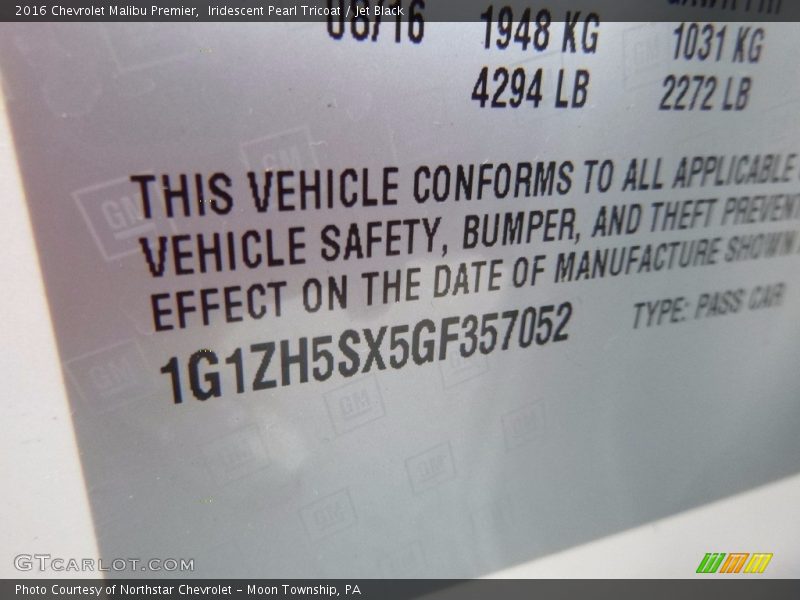 2016 Chevrolet Malibu Premier, Iridescent Pearl Tricoat / Jet Black
08/16 1948 KG 1031 KG
4294 LB 2272 LB
THIS VEHICLE CONFORMS TO ALL APPLICABLE
VEHICLE SAFETY, BUMPER, AND THEFT PREVENT
EFFECT ON THE DATE OF MANUFACTURE SHOWN
1G1ZH5SX5GF357052 TYPE: PASS CAR
GTCARLOT.COM
Photo Courtesy of Northstar Chevrolet - Moon Township, PA